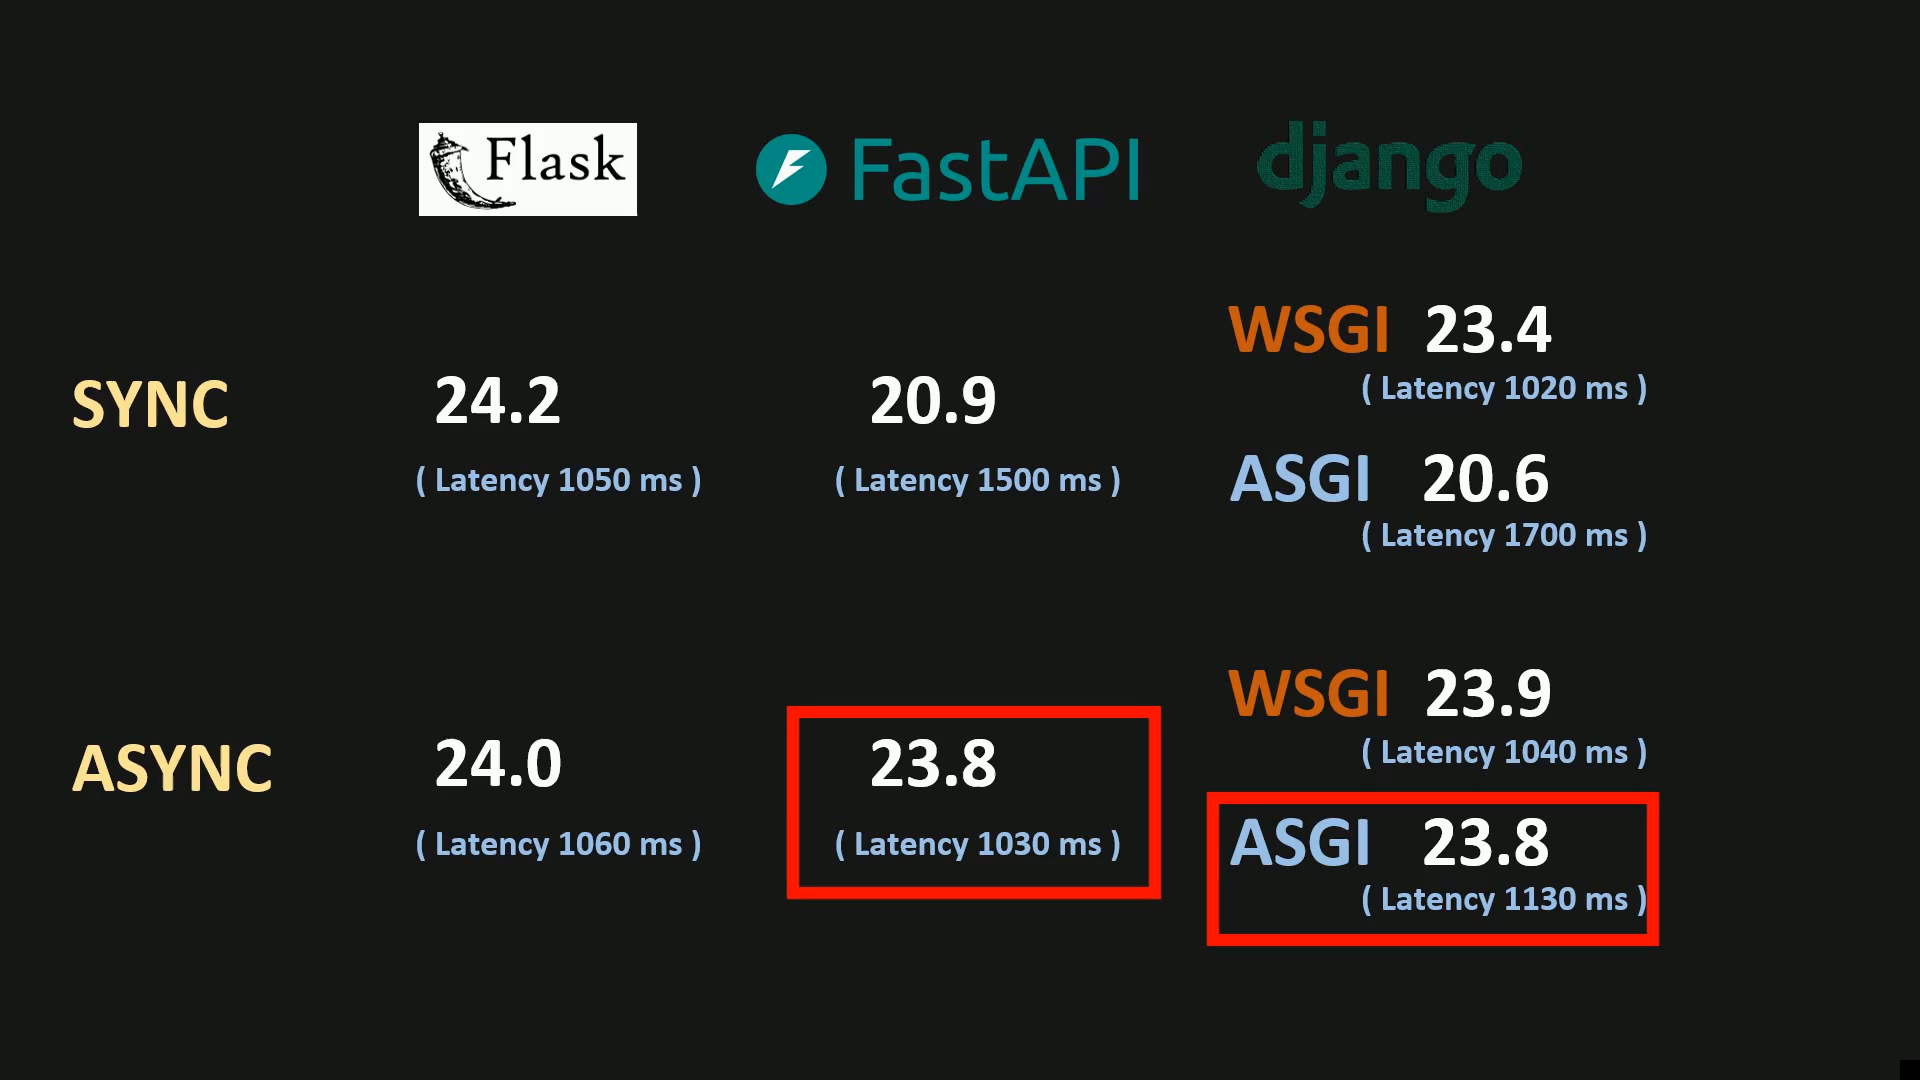 Flask FastAPI django
WSGI 23.4
( Latency 1020 ms )
SYNC 24.2 20.9
( Latency 1050 ms ) ( Latency 1500 ms )
ASGI 20.6
( Latency 1700 ms )
WSGI 23.9
( Latency 1040 ms )
ASYNC 24.0 23.8
( Latency 1060 ms ) ( Latency 1030 ms )
ASGI 23.8
( Latency 1130 ms )